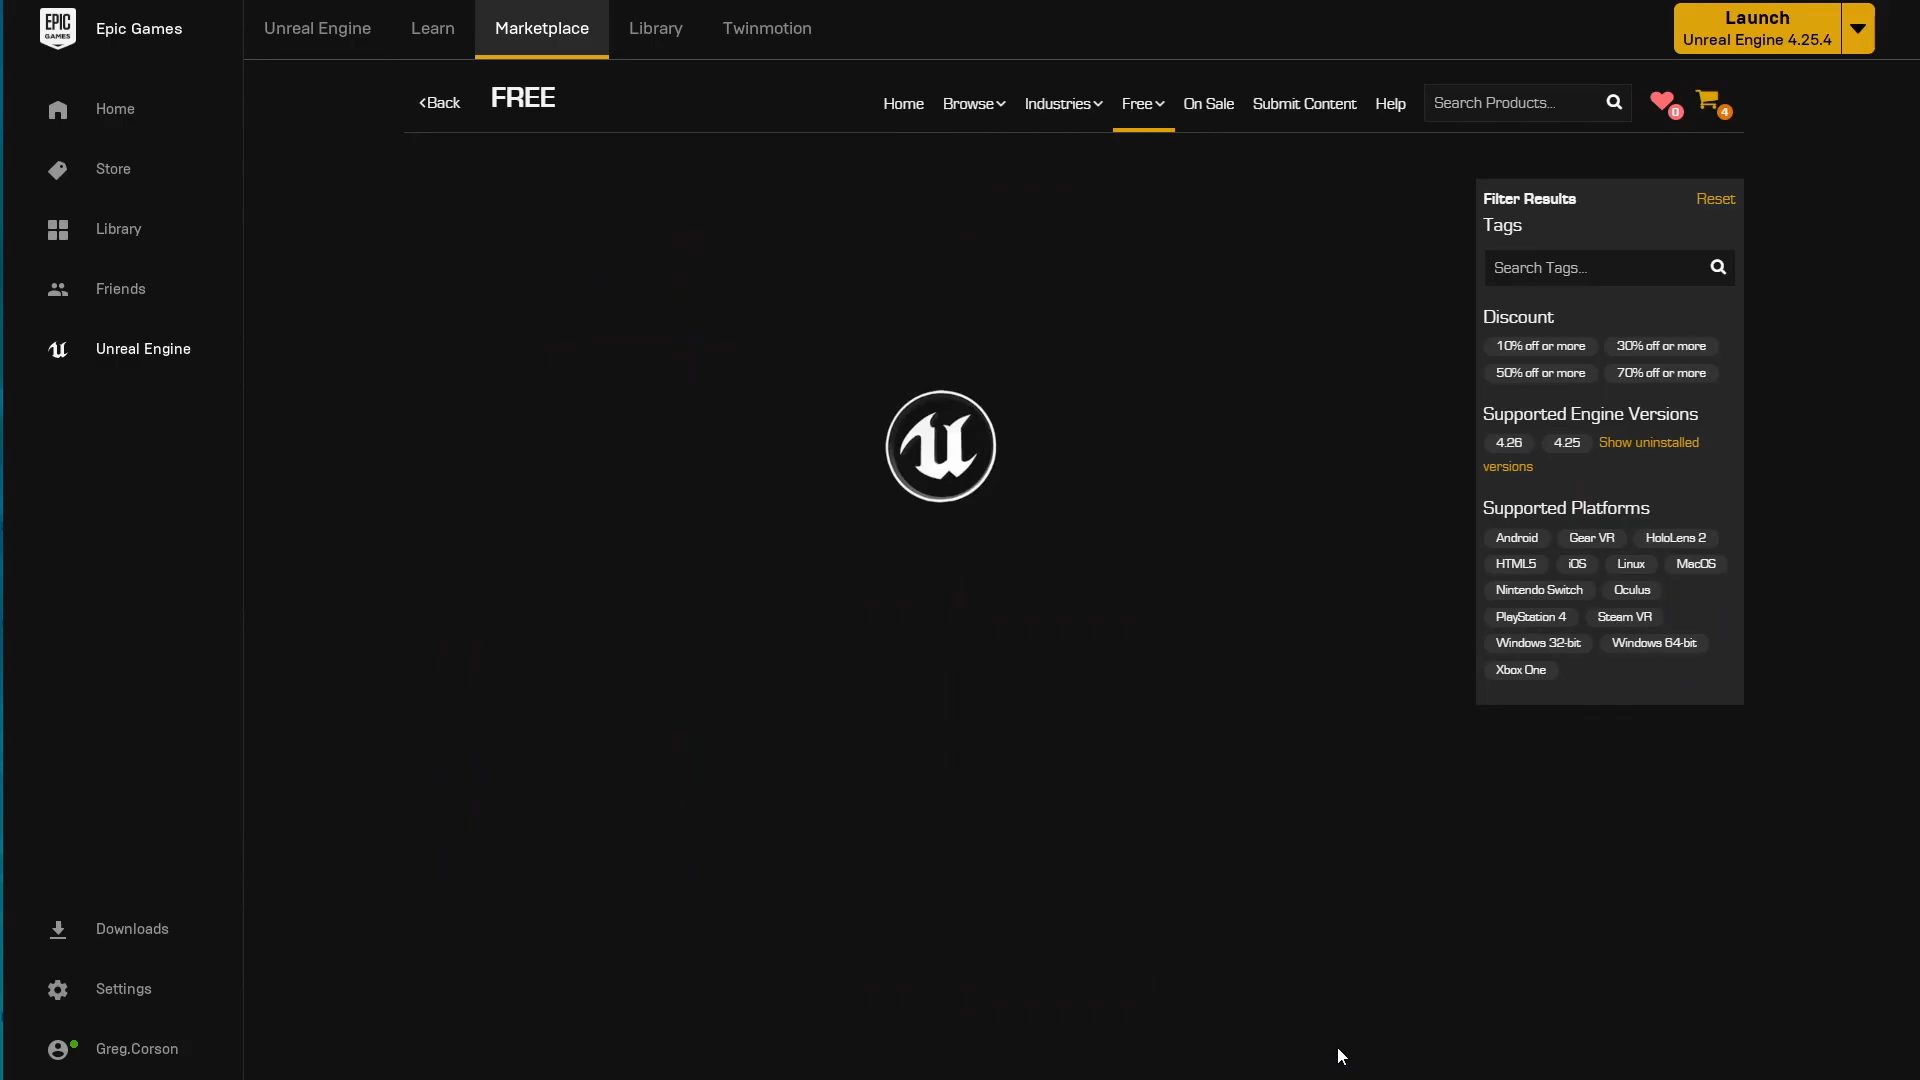 EPIC GAMES
Epic Games
Unreal Engine
Learn
Marketplace
Library
Twinmotion
Launch
Unreal Engine 4.25.4
Home
Store
Library
Friends
Unreal Engine
Downloads
Settings
Greg.Corson
<Back
FREE
Home
Browse
Industries
Free
On Sale
Submit Content
Help
Search Products...
0
4
Filter Results
Reset
Tags
Search Tags...
Discount
10% off or more
30% off or more
50% off or more
70% off or more
Supported Engine Versions
4.26
4.25
Show uninstalled
versions
Supported Platforms
Android
Gear VR
HoloLens 2
HTML5
iOS
Linux
MacOS
Nintendo Switch
Oculus
PlayStation 4
Steam VR
Windows 32-bit
Windows 64-bit
Xbox One